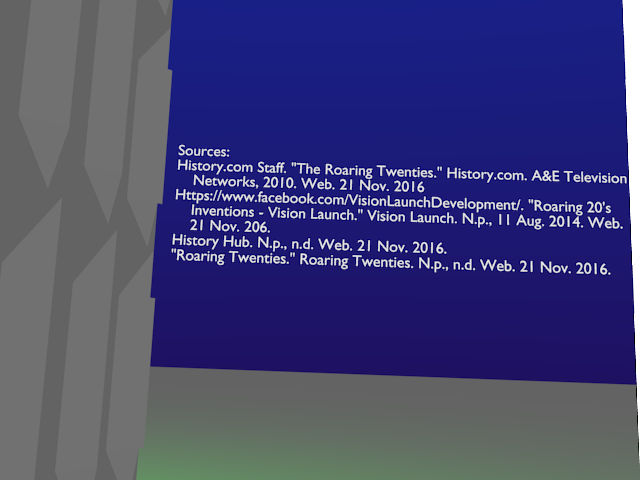 Sources:
History.com Staff. "The Roaring Twenties." History.com. A&E Television
Networks, 2010. Web. 21 Nov. 2016
Https://www.facebook.com/VisionLaunchDevelopment/. "Roaring 20's
Inventions - Vision Launch." Vision Launch. N.p., 11 Aug. 2014. Web.
21 Nov. 206.
History Hub. N.p., n.d. Web. 21 Nov. 2016.
"Roaring Twenties." Roaring Twenties. N.p., n.d. Web. 21 Nov. 2016.